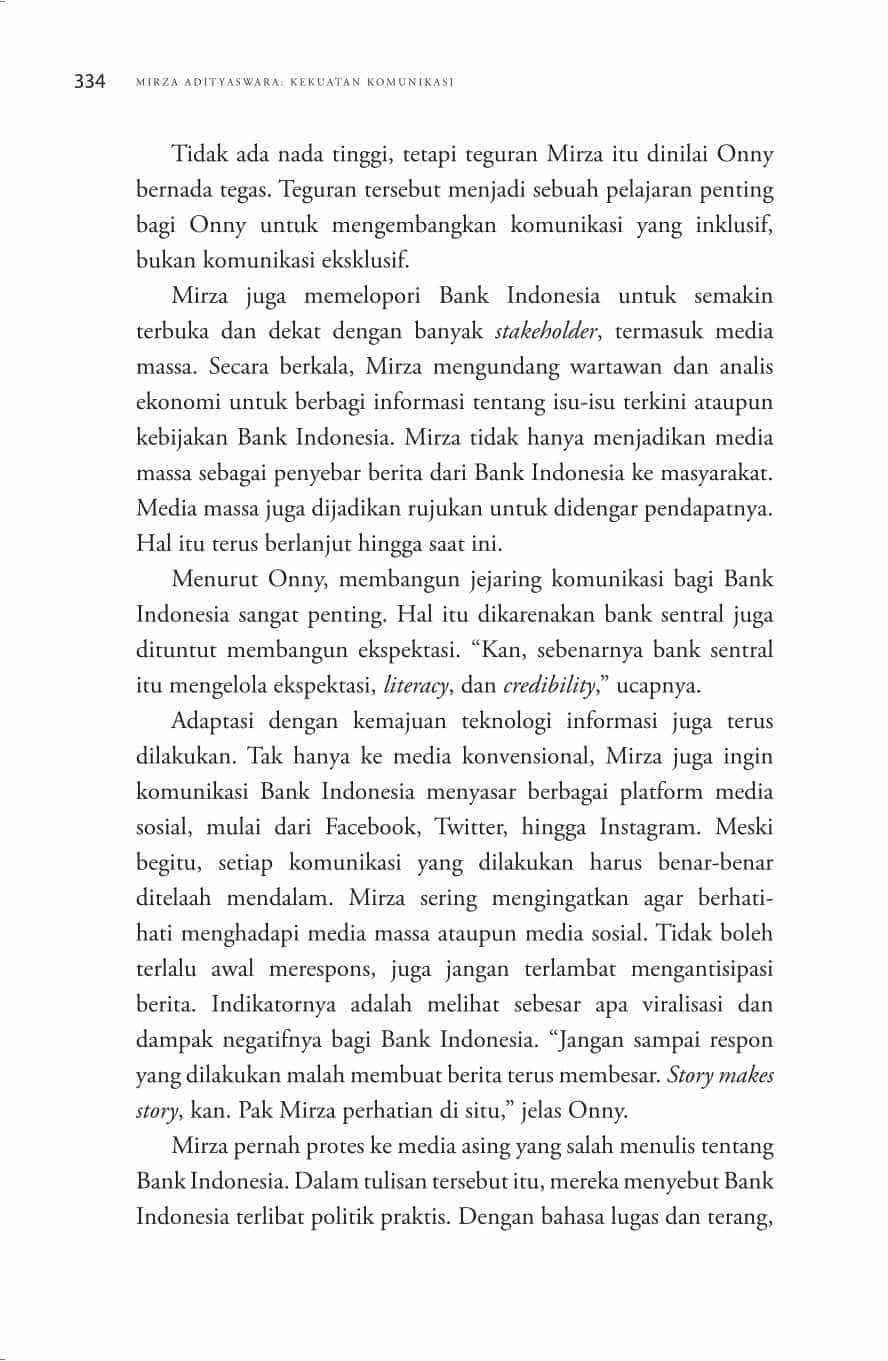 334 MIRZA ADITYASWARA: KEKUATAN KOMUNIKASI
Tidak ada nada tinggi, tetapi teguran Mirza itu dinilai Onny
bernada tegas. Teguran tersebut menjadi sebuah pelajaran penting
bagi Onny untuk mengembangkan komunikasi yang inklusif,
bukan komunikasi eksklusif.
Mirza juga memelopori Bank Indonesia untuk semakin
terbuka dan dekat dengan banyak stakeholder, termasuk media
massa. Secara berkala, Mirza mengundang wartawan dan analis
ekonomi untuk berbagi informasi tentang isu-isu terkini ataupun
kebijakan Bank Indonesia. Mirza tidak hanya menjadikan media
massa sebagai penyebar berita dari Bank Indonesia ke masyarakat.
Media massa juga dijadikan rujukan untuk didengar pendapatnya.
Hal itu terus berlanjut hingga saat ini.
Menurut Onny, membangun jejaring komunikasi bagi Bank
Indonesia sangat penting. Hal itu dikarenakan bank sentral juga
dituntut membangun ekspektasi. “Kan, sebenarnya bank sentral
itu mengelola ekspektasi, literacy, dan credibility,” ucapnya.
Adaptasi dengan kemajuan teknologi informasi juga terus
dilakukan. Tak hanya ke media konvensional, Mirza juga ingin
komunikasi Bank Indonesia menyasar berbagai platform media
sosial, mulai dari Facebook, Twitter, hingga Instagram. Meski
begitu, setiap komunikasi yang dilakukan harus benar-benar
ditelaah mendalam. Mirza sering mengingatkan agar berhati-
hati menghadapi media massa ataupun media sosial. Tidak boleh
terlalu awal merespons, juga jangan terlambat mengantisipasi
berita. Indikatornya adalah melihat sebesar apa viralisasi dan
dampak negatifnya bagi Bank Indonesia. “Jangan sampai respon
yang dilakukan malah membuat berita terus membesar. Story makes
story, kan. Pak Mirza perhatian di situ,” jelas Onny.
Mirza pernah protes ke media asing yang salah menulis tentang
Bank Indonesia. Dalam tulisan tersebut itu, mereka menyebut Bank
Indonesia terlibat politik praktis. Dengan bahasa lugas dan terang,